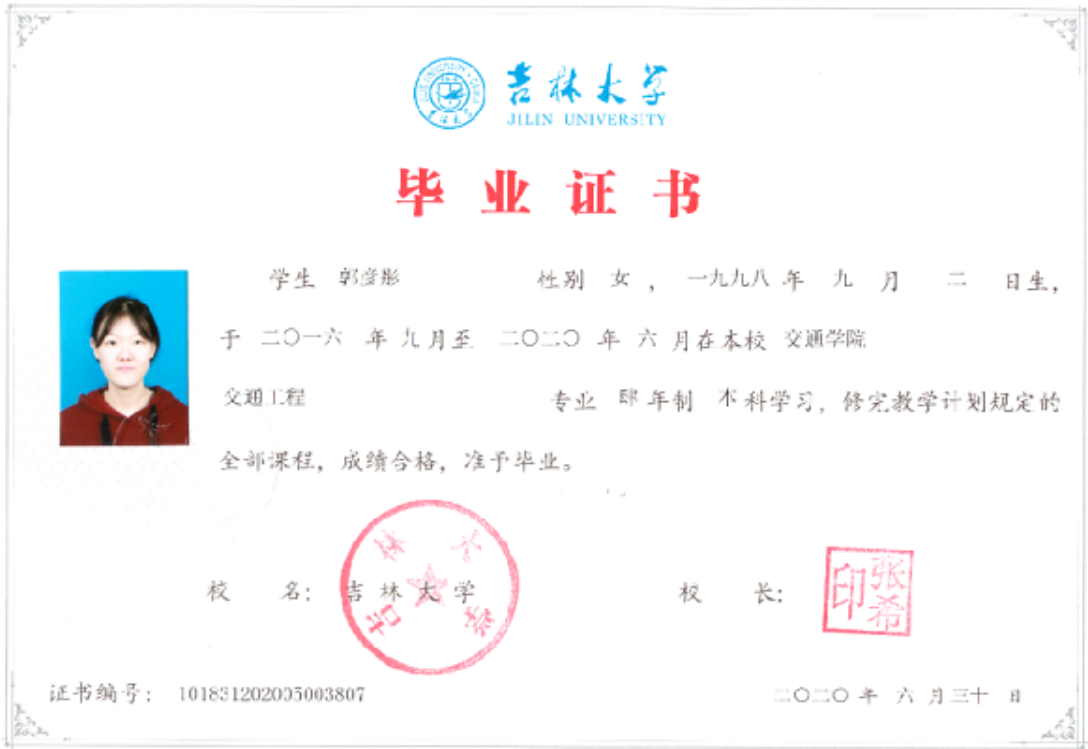 吉林大学
JILIN UNIVERSITY
毕业证书
学生 郭彦彤 性别 女 ， 一九九八 年 九 月 二 日生，
于 二〇一六 年 九 月至 二〇二〇 年 六 月在本校 交通学院
交通工程 专业 肆 年制 本 科学习，修完教学计划规定的
全部课程，成绩合格，准予毕业。
校 名： 吉林大学 校 长： 张希印
吉林大学
证书编号： 101831202005003807 二〇二〇 年 六 月 三十 日